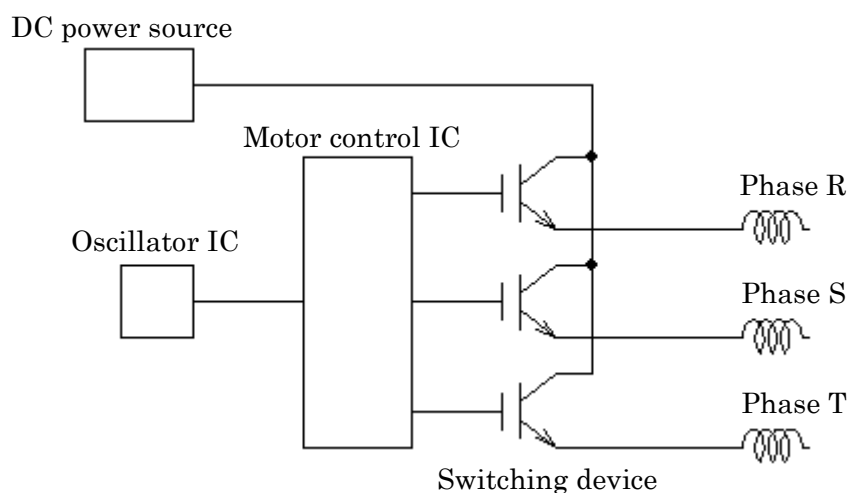 DC power source
Motor control IC
Phase R
Oscillator IC
Phase S
Phase T
Switching device